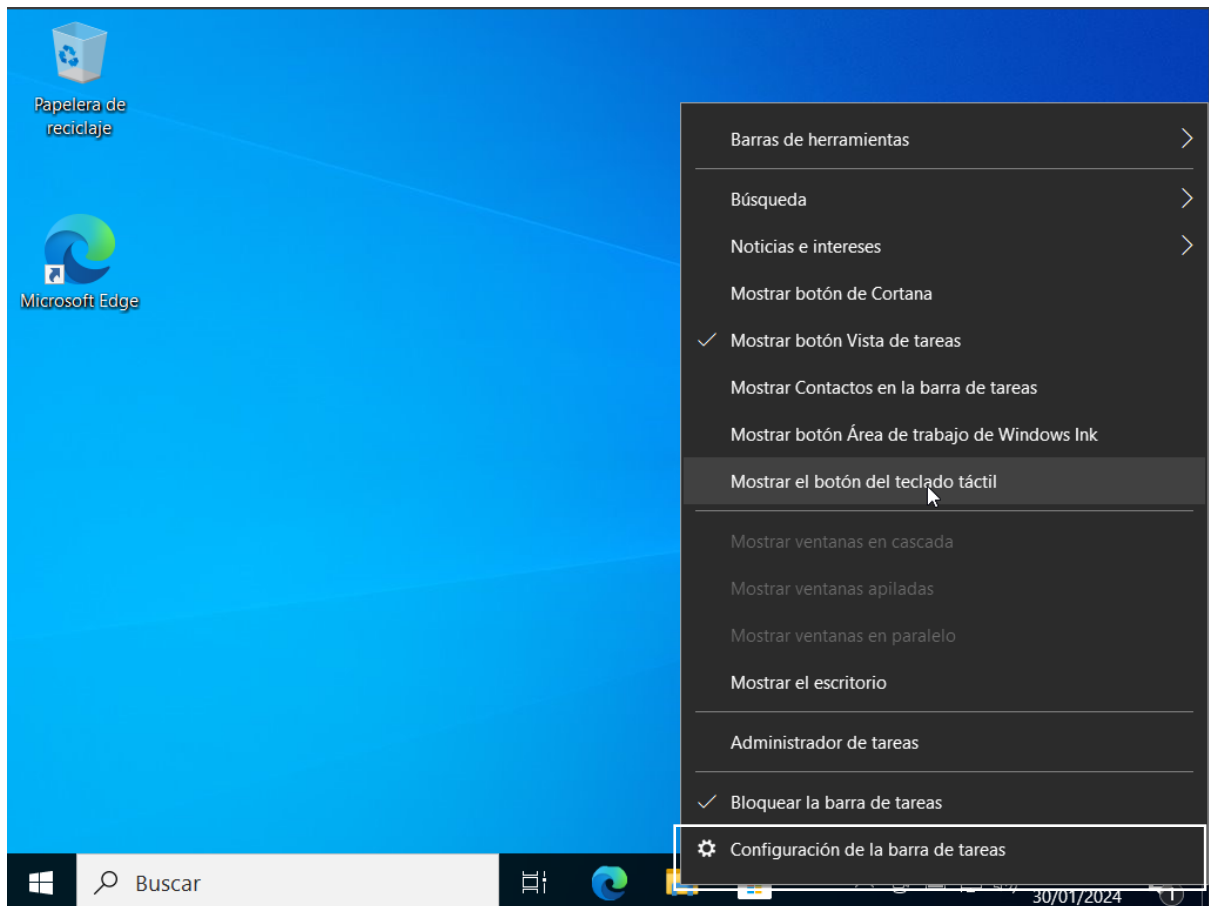 Papelera de
reciclaje
Microsoft Edge
Barras de herramientas
Búsqueda
Noticias e intereses
Mostrar botón de Cortana
Mostrar botón Vista de tareas
Mostrar Contactos en la barra de tareas
Mostrar botón Área de trabajo de Windows Ink
Mostrar el botón del teclado táctil
Mostrar ventanas en cascada
Mostrar ventanas apiladas
Mostrar ventanas en paralelo
Mostrar el escritorio
Administrador de tareas
Bloquear la barra de tareas
Configuración de la barra de tareas
Buscar
30/01/2024
1